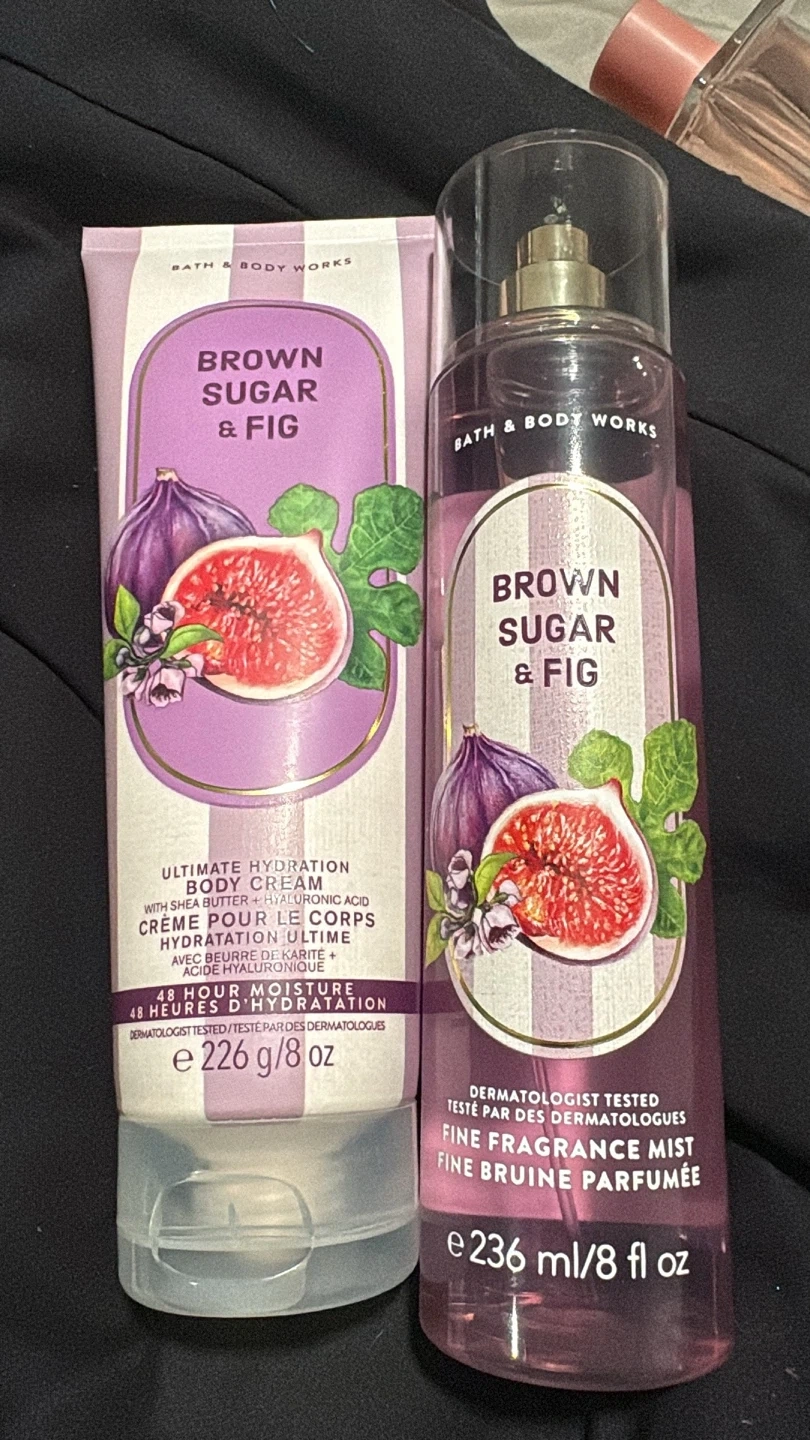 BATH & BODY WORKS
BROWN
SUGAR
& FIG
ULTIMATE HYDRATION
BODY CREAM
WITH SHEA BUTTER + HYALURONIC ACID
CRÈME POUR LE CORPS
HYDRATATION ULTIME
AVEC BEURRE DE KARITÉ +
ACIDE HYALURONIQUE
48 HOUR MOISTURE
48 HEURES D'HYDRATATION
DERMATOLOGIST TESTED / TESTÉ PAR DES DERMATOLOGUES
℮ 226 g/8 oz
BATH & BODY WORKS
BROWN
SUGAR
& FIG
DERMATOLOGIST TESTED
TESTÉ PAR DES DERMATOLOGUES
FINE FRAGRANCE MIST
FINE BRUINE PARFUMÉE
℮ 236 ml/8 fl oz